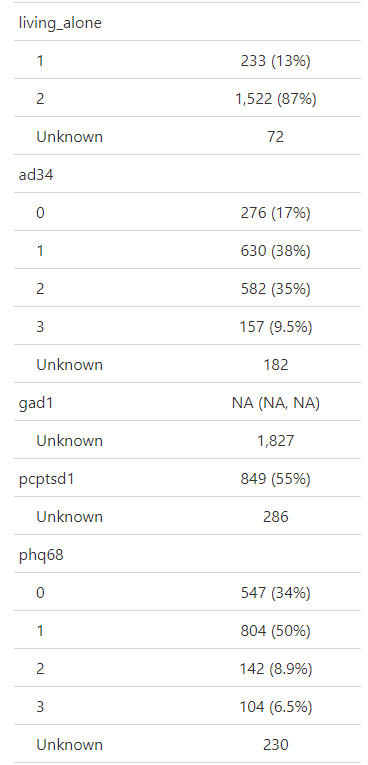 living_alone
1 233 (13%)
2 1,522 (87%)
Unknown 72
ad34
0 276 (17%)
1 630 (38%)
2 582 (35%)
3 157 (9.5%)
Unknown 182
gad1 NA (NA, NA)
Unknown 1,827
pcptsd1 849 (55%)
Unknown 286
phq68
0 547 (34%)
1 804 (50%)
2 142 (8.9%)
3 104 (6.5%)
Unknown 230